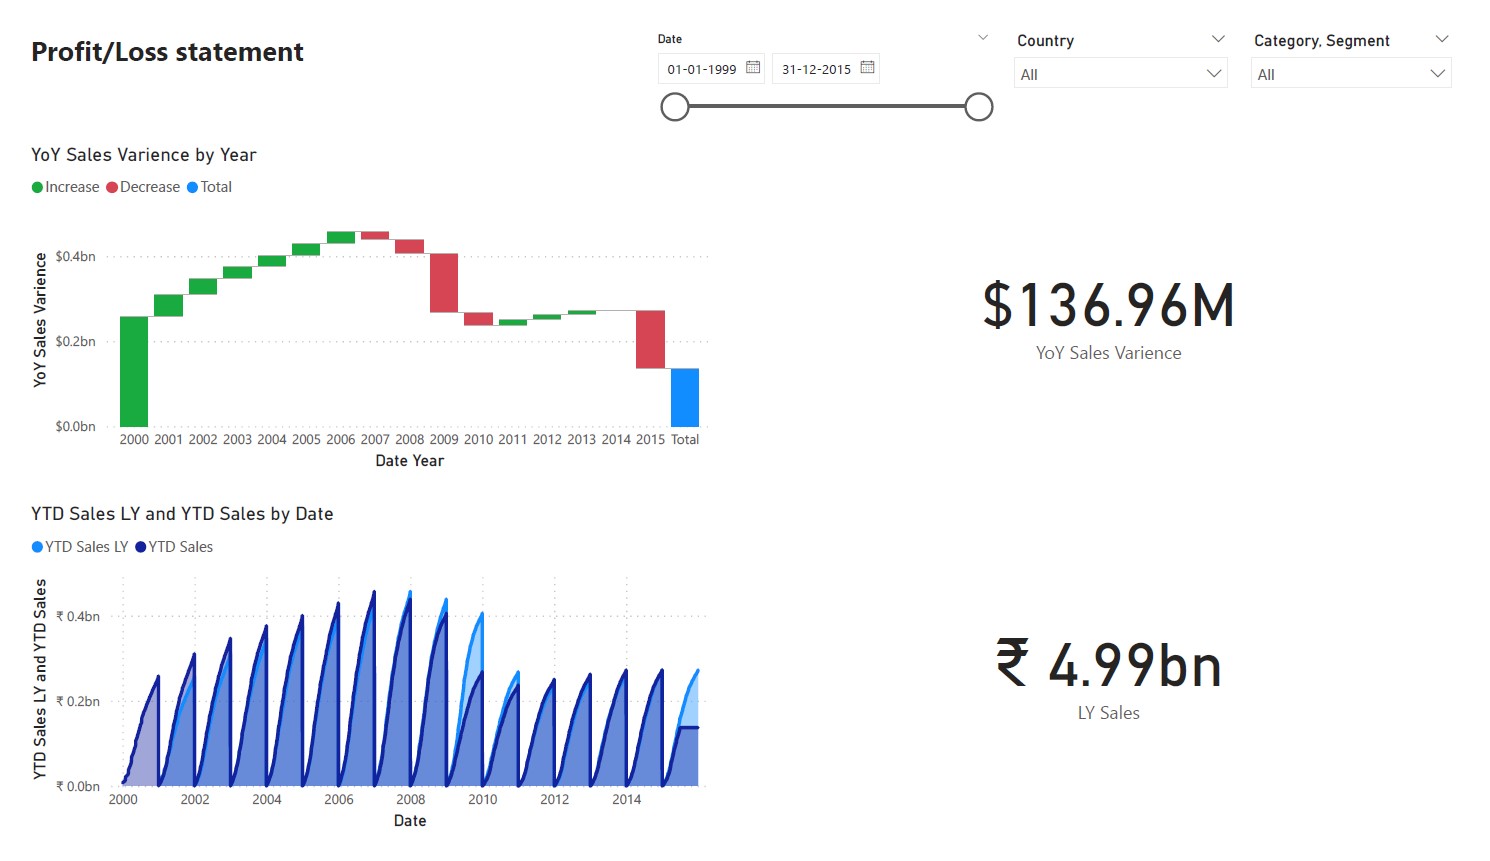 Profit/Loss statement
Date
01-01-1999 31-12-2015
Country
All
Category, Segment
All
YoY Sales Varience by Year
Increase Decrease Total
YoY Sales Varience
$0.4bn
$0.2bn
$0.0bn
2000 2001 2002 2003 2004 2005 2006 2007 2008 2009 2010 2011 2012 2013 2014 2015 Total
Date Year
$136.96M
YoY Sales Varience
YTD Sales LY and YTD Sales by Date
YTD Sales LY YTD Sales
YTD Sales LY and YTD Sales
₹ 0.4bn
₹ 0.2bn
₹ 0.0bn
2000 2002 2004 2006 2008 2010 2012 2014
Date
₹ 4.99bn
LY Sales